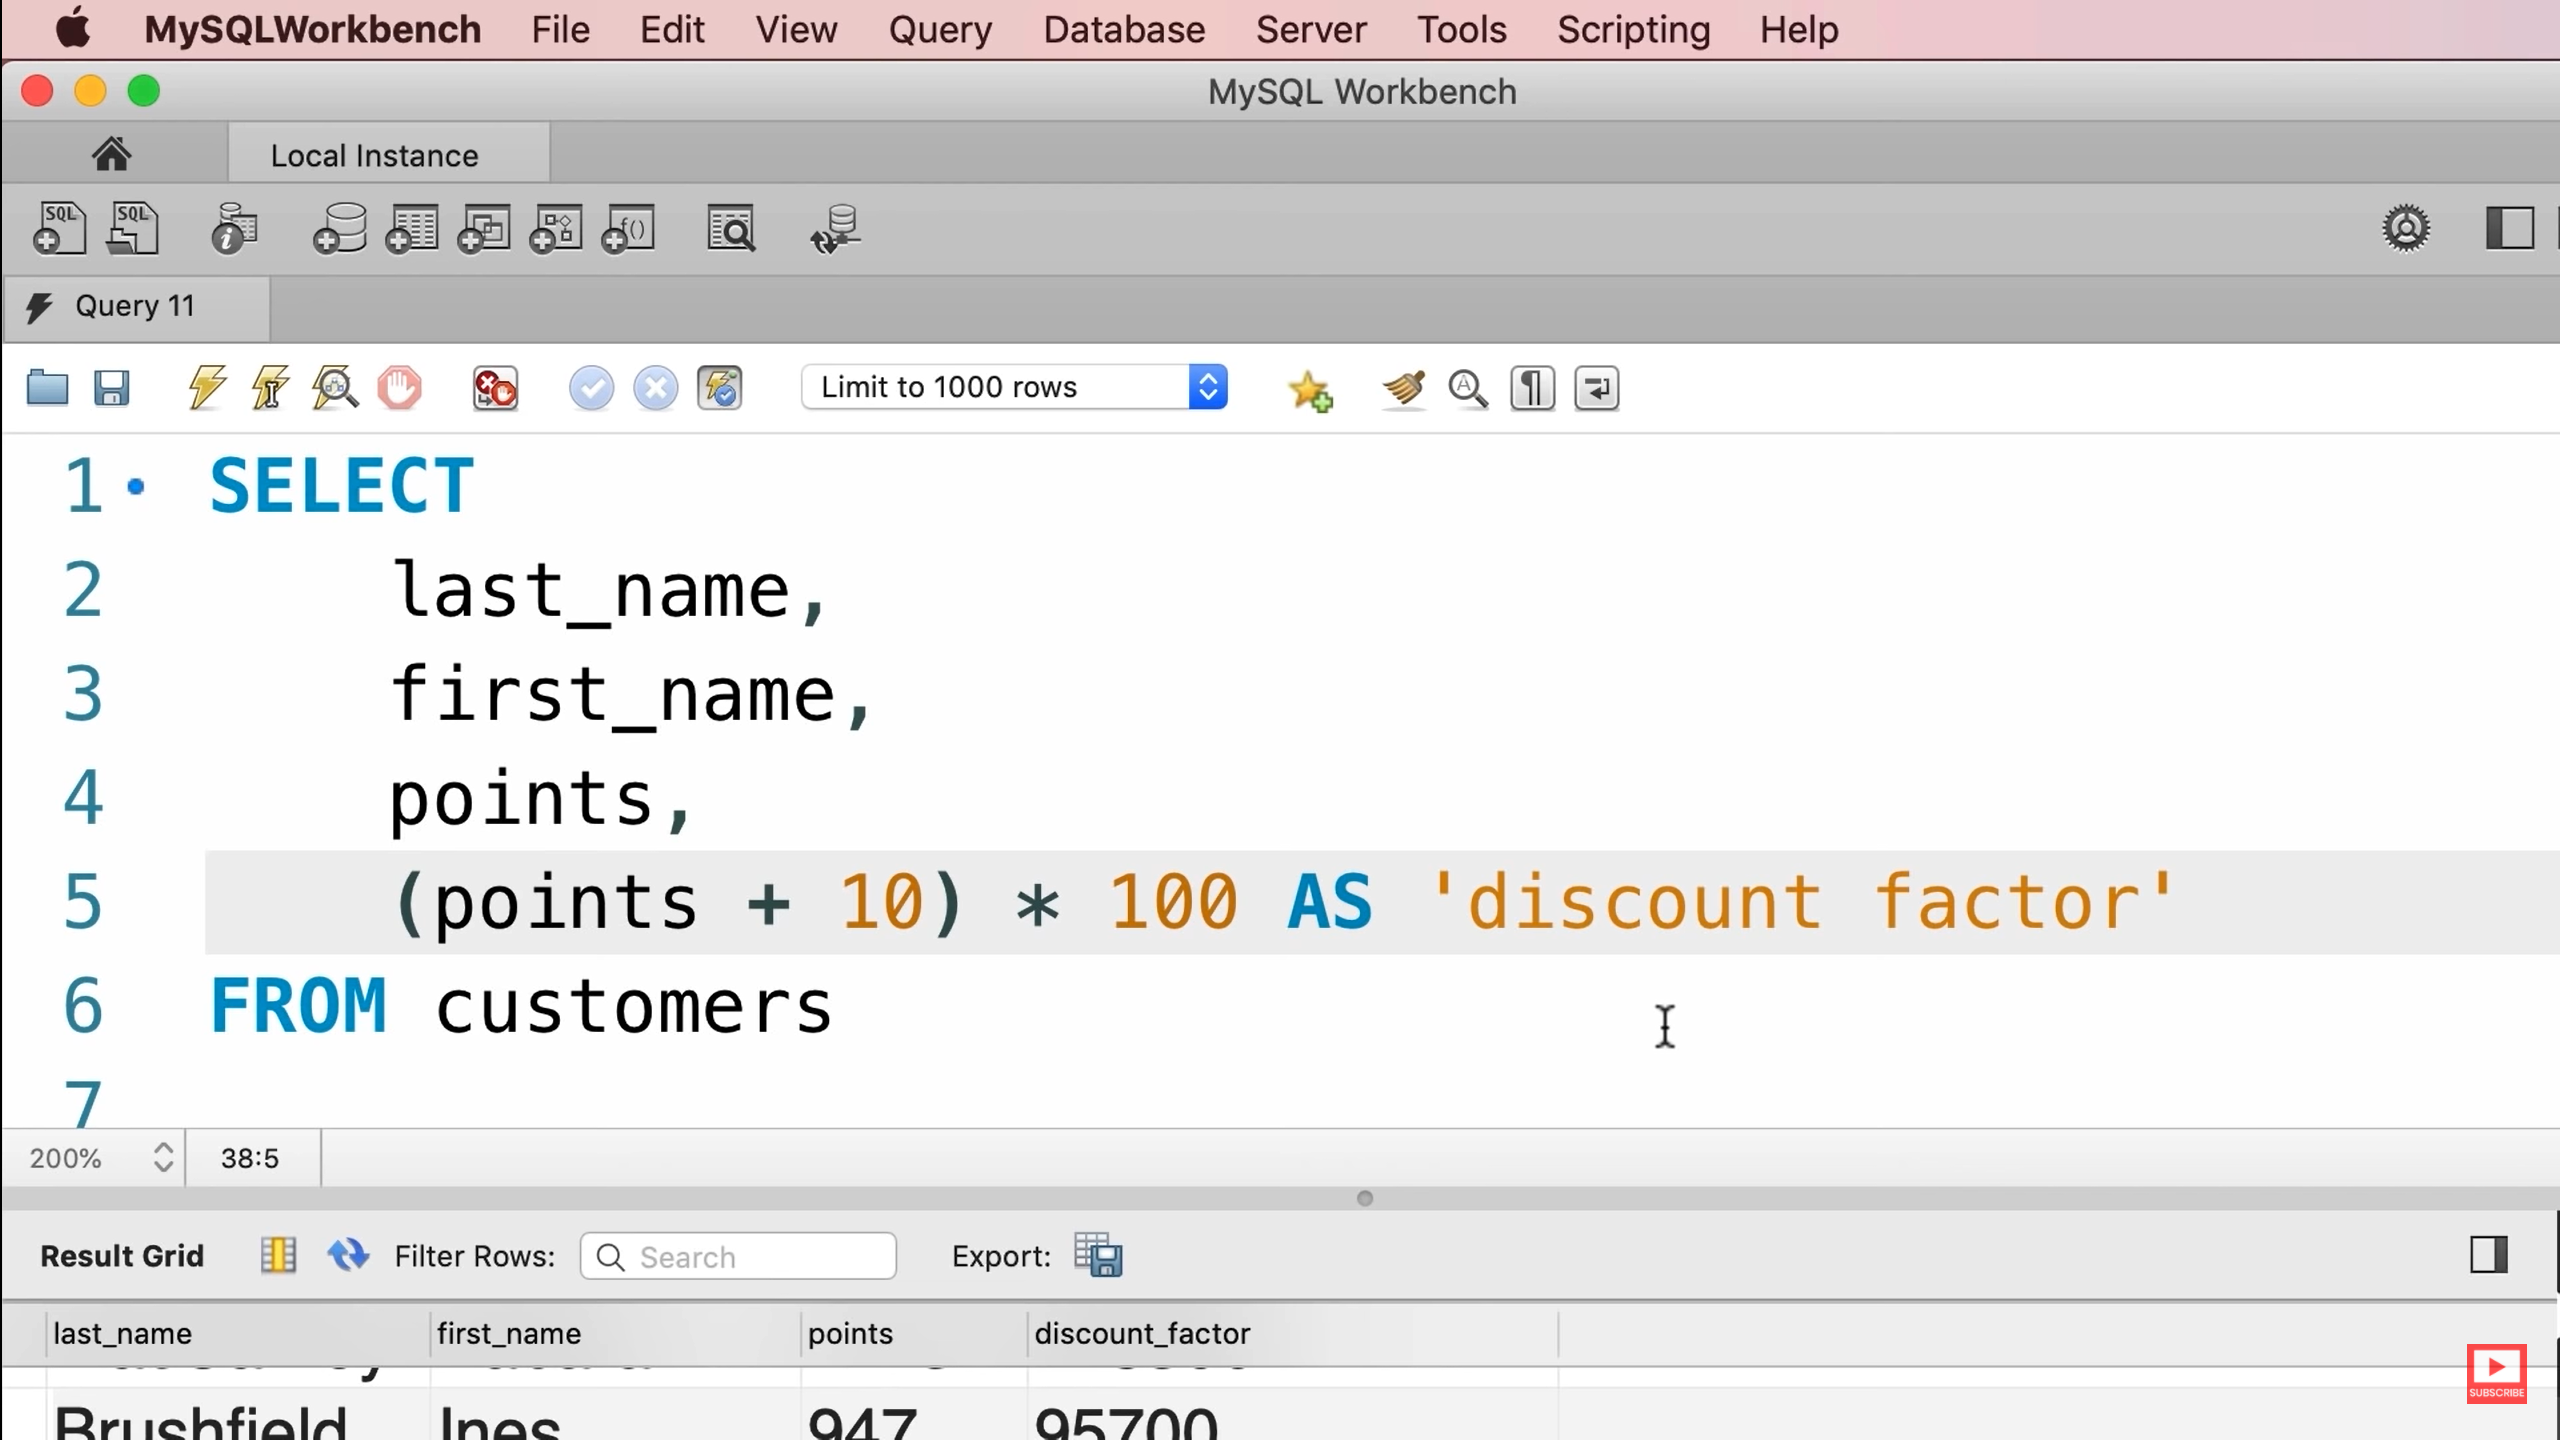 MySQLWorkbench File Edit View Query Database Server Tools Scripting Help
MySQL Workbench
Local Instance
SQL SQL
Query 11
Limit to 1000 rows
1 SELECT
2 last_name,
3 first_name,
4 points,
5 (points + 10) * 100 AS 'discount factor'
6 FROM customers
7
200% 38:5
Result Grid Filter Rows: Search Export:
last_name first_name points discount_factor
Brushfield Ines 947 95700
SUBSCRIBE